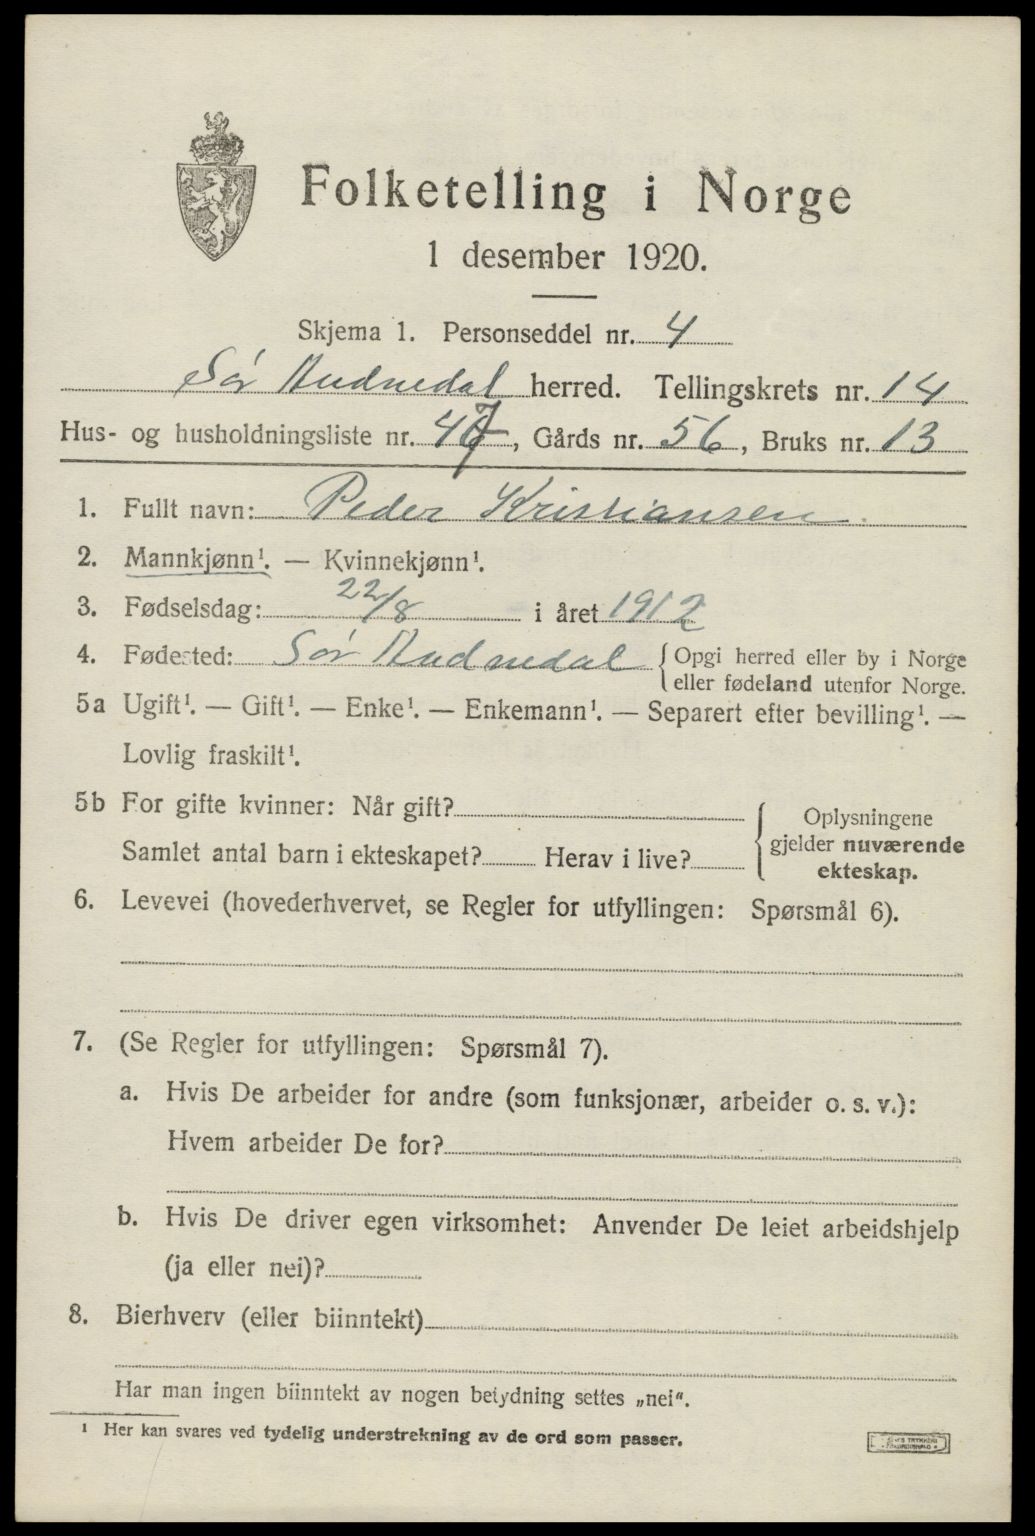 Folketelling i Norge
1 desember 1920.
Skjema 1. Personseddel nr. 4
Sør Audnedal herred. Tellingskrets nr. 14
Hus- og husholdningsliste nr. 47, Gårds nr. 56, Bruks nr. 13
1. Fullt navn: Peder Kristiansen.
2. Mannkjønn¹. — Kvinnekjønn¹.
3. Fødselsdag: 22/8 i året 1912
4. Fødested: Sør Audnedal {Opgi herred eller by i Norge
eller fødeland utenfor Norge.
5a Ugift¹. — Gift¹. — Enke¹. — Enkemann¹. — Separert efter bevilling¹. —
Lovlig fraskilt¹.
5b For gifte kvinner: Når gift?
Samlet antal barn i ekteskapet? Herav i live?
{ Oplysningene
gjelder nuværende
ekteskap.
6. Levevei (hovederhvervet, se Regler for utfyllingen: Spørsmål 6).
7. (Se Regler for utfyllingen: Spørsmål 7).
a. Hvis De arbeider for andre (som funksjonær, arbeider o. s. v.):
Hvem arbeider De for?
b. Hvis De driver egen virksomhet: Anvender De leiet arbeidshjelp
(ja eller nei)?
8. Bierhverv (eller biinntekt)
Har man ingen biinntekt av nogen betydning settes „nei“.
¹ Her kan svares ved tydelig understrekning av de ord som passer.